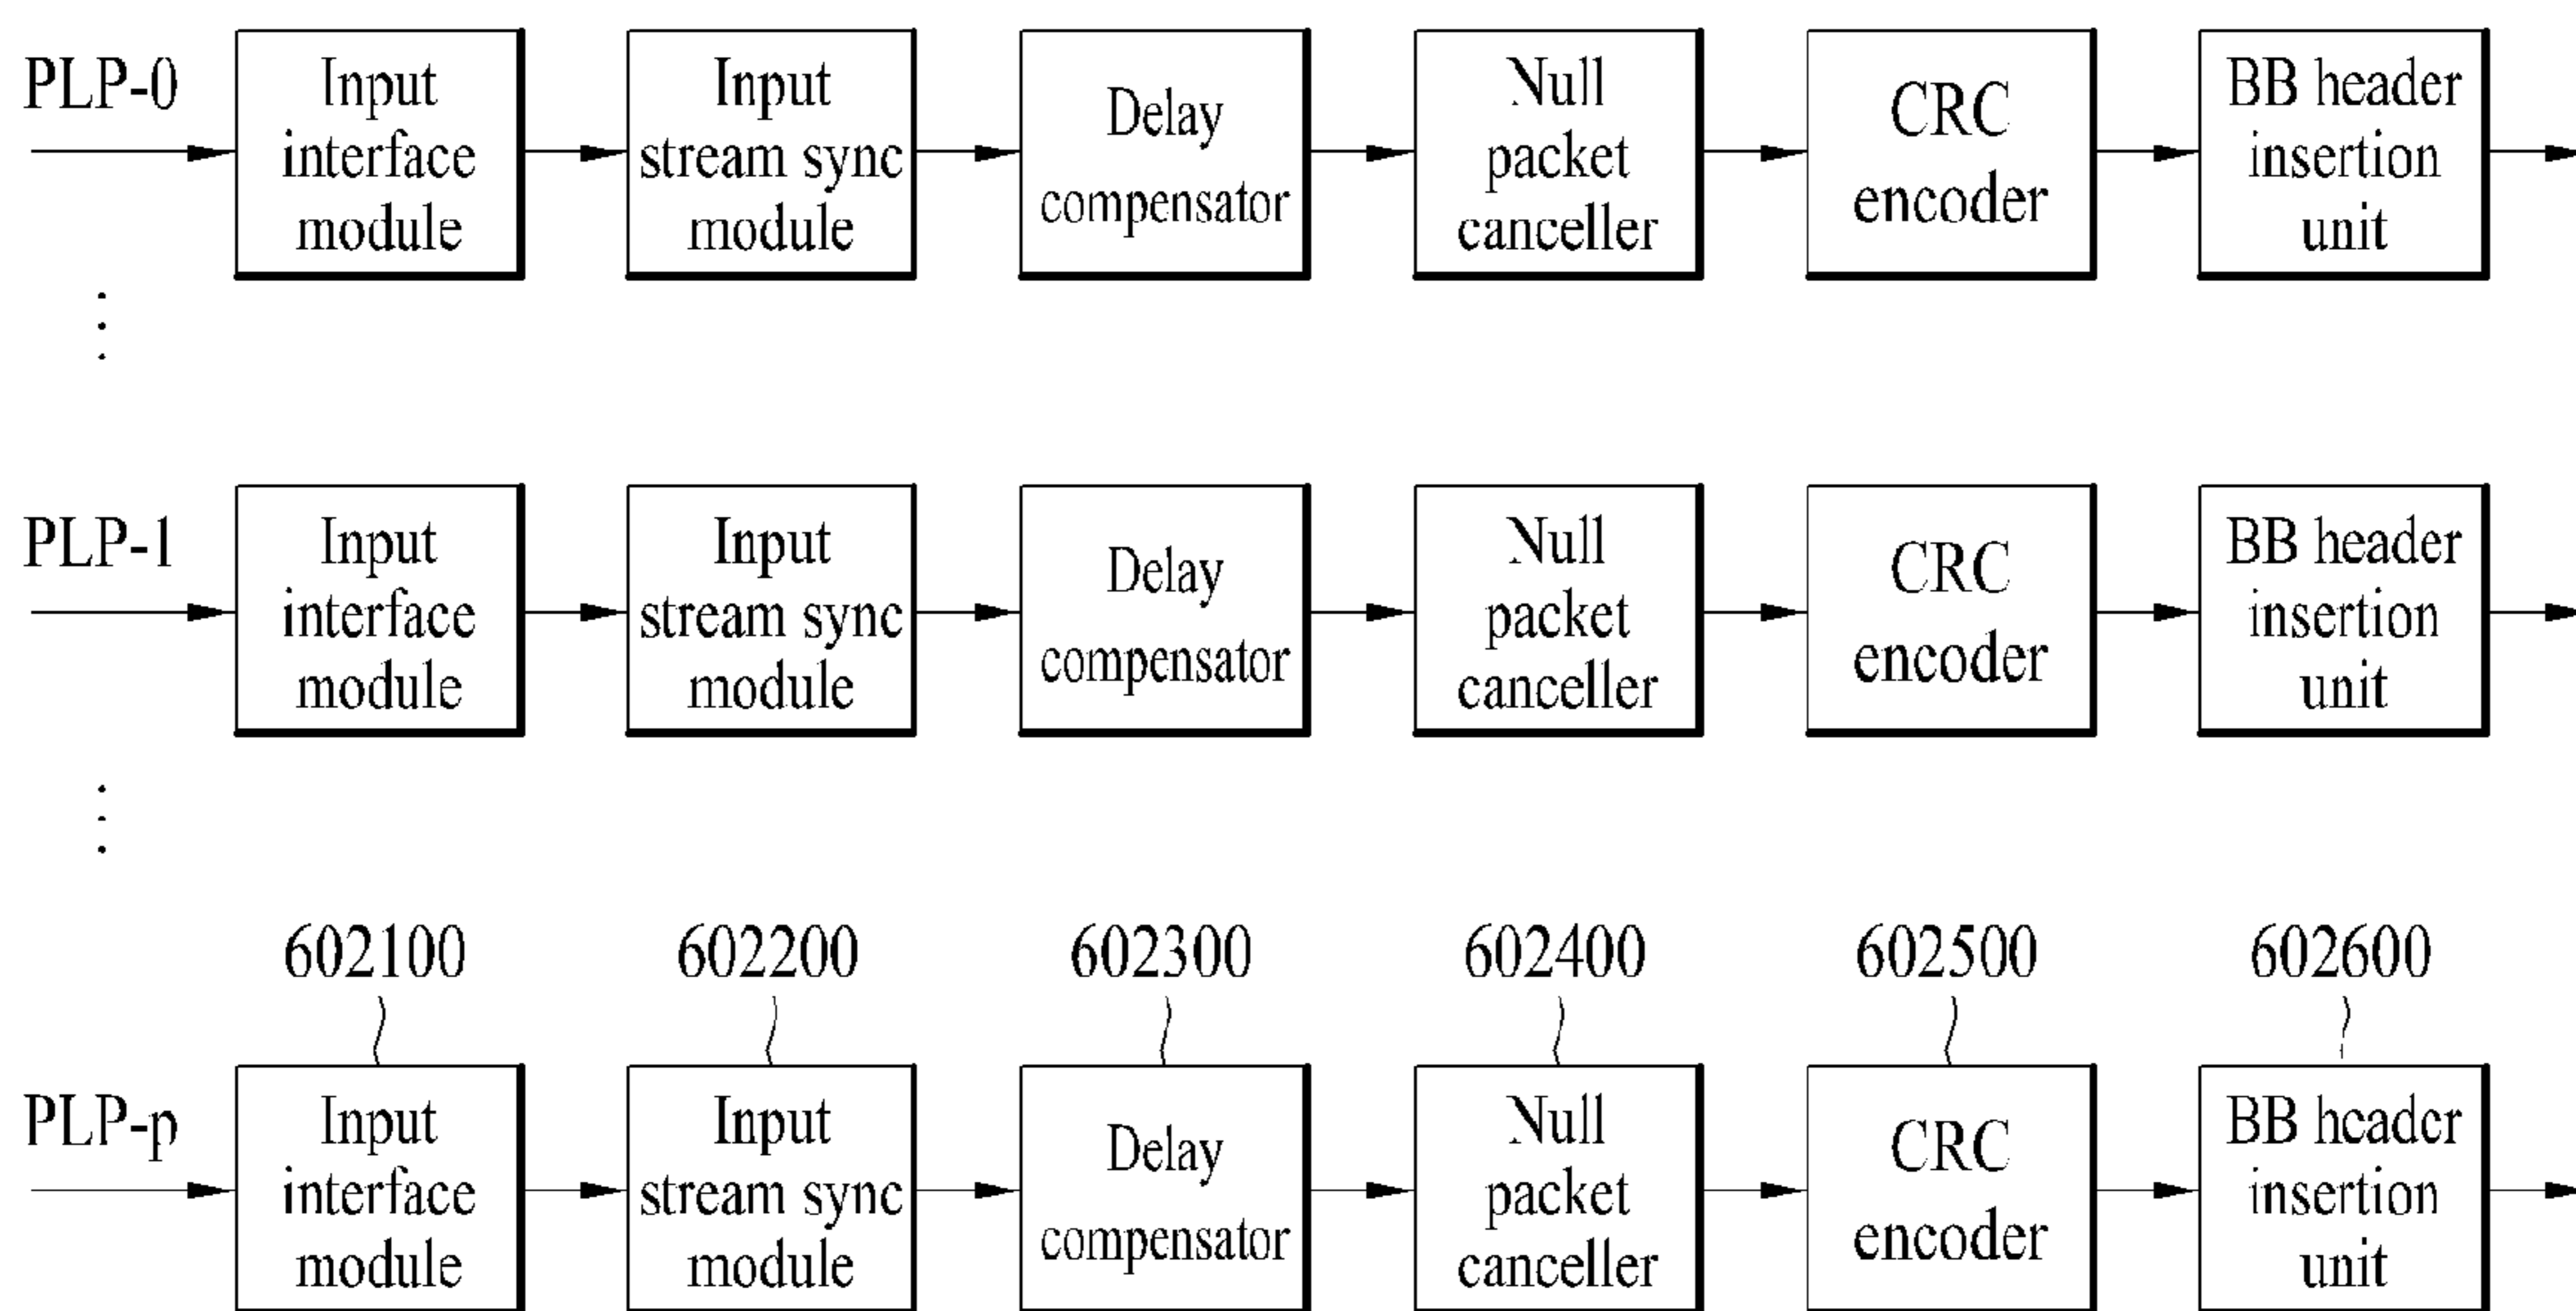 PLP-0
Input
interface
module
Input
stream sync
module
Delay
compensator
Null
packet
canceller
CRC
encoder
BB header
insertion
unit
PLP-1
Input
interface
module
Input
stream sync
module
Delay
compensator
Null
packet
canceller
CRC
encoder
BB header
insertion
unit
602100
602200
602300
602400
602500
602600
PLP-p
Input
interface
module
Input
stream sync
module
Delay
compensator
Null
packet
canceller
CRC
encoder
BB header
insertion
unit